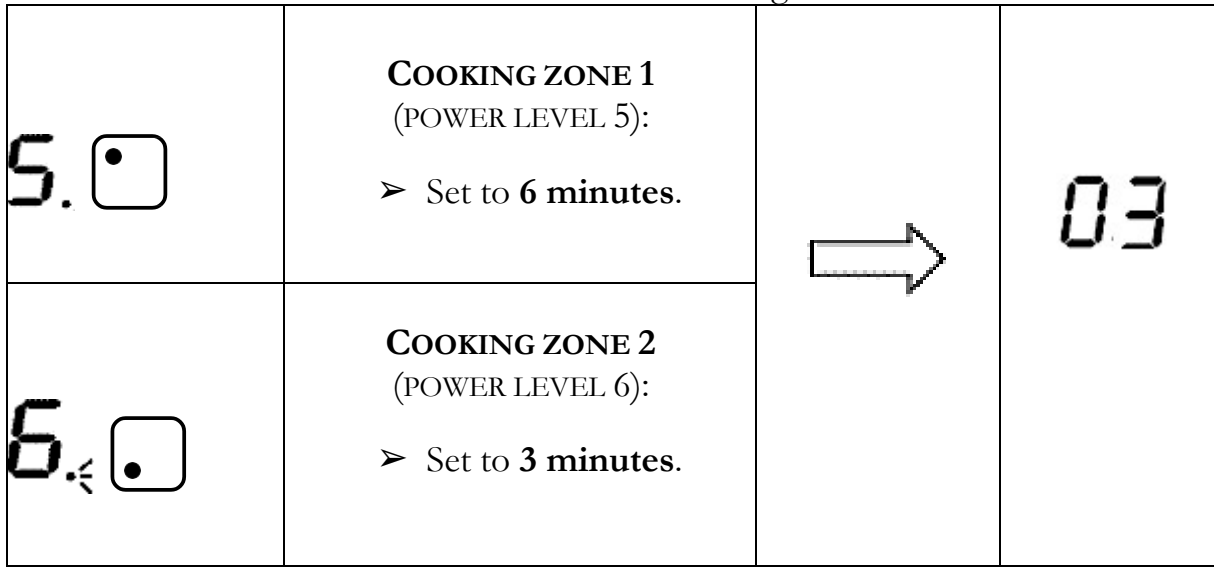 COOKING ZONE 1
(POWER LEVEL 5):
5.
➢ Set to 6 minutes.
03
COOKING ZONE 2
(POWER LEVEL 6):
6.
➢ Set to 3 minutes.